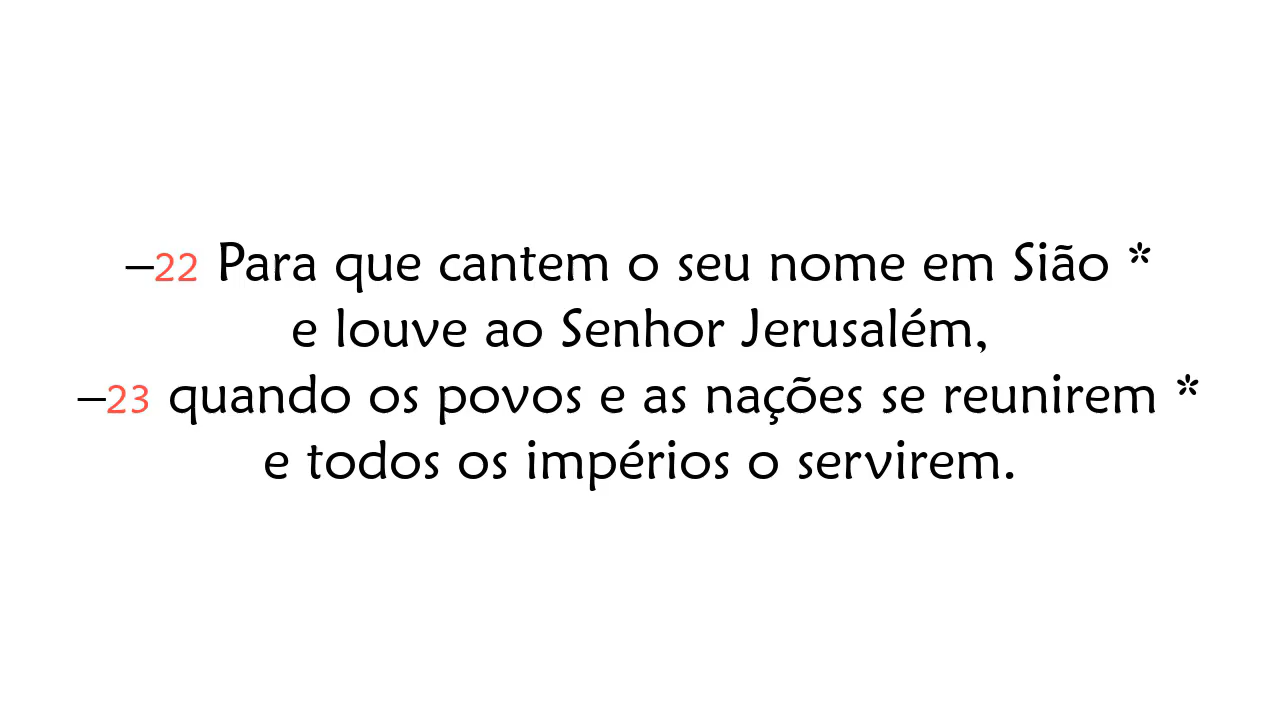 –22 Para que cantem o seu nome em Sião *
e louve ao Senhor Jerusalém,
–23 quando os povos e as nações se reunirem *
e todos os impérios o servirem.